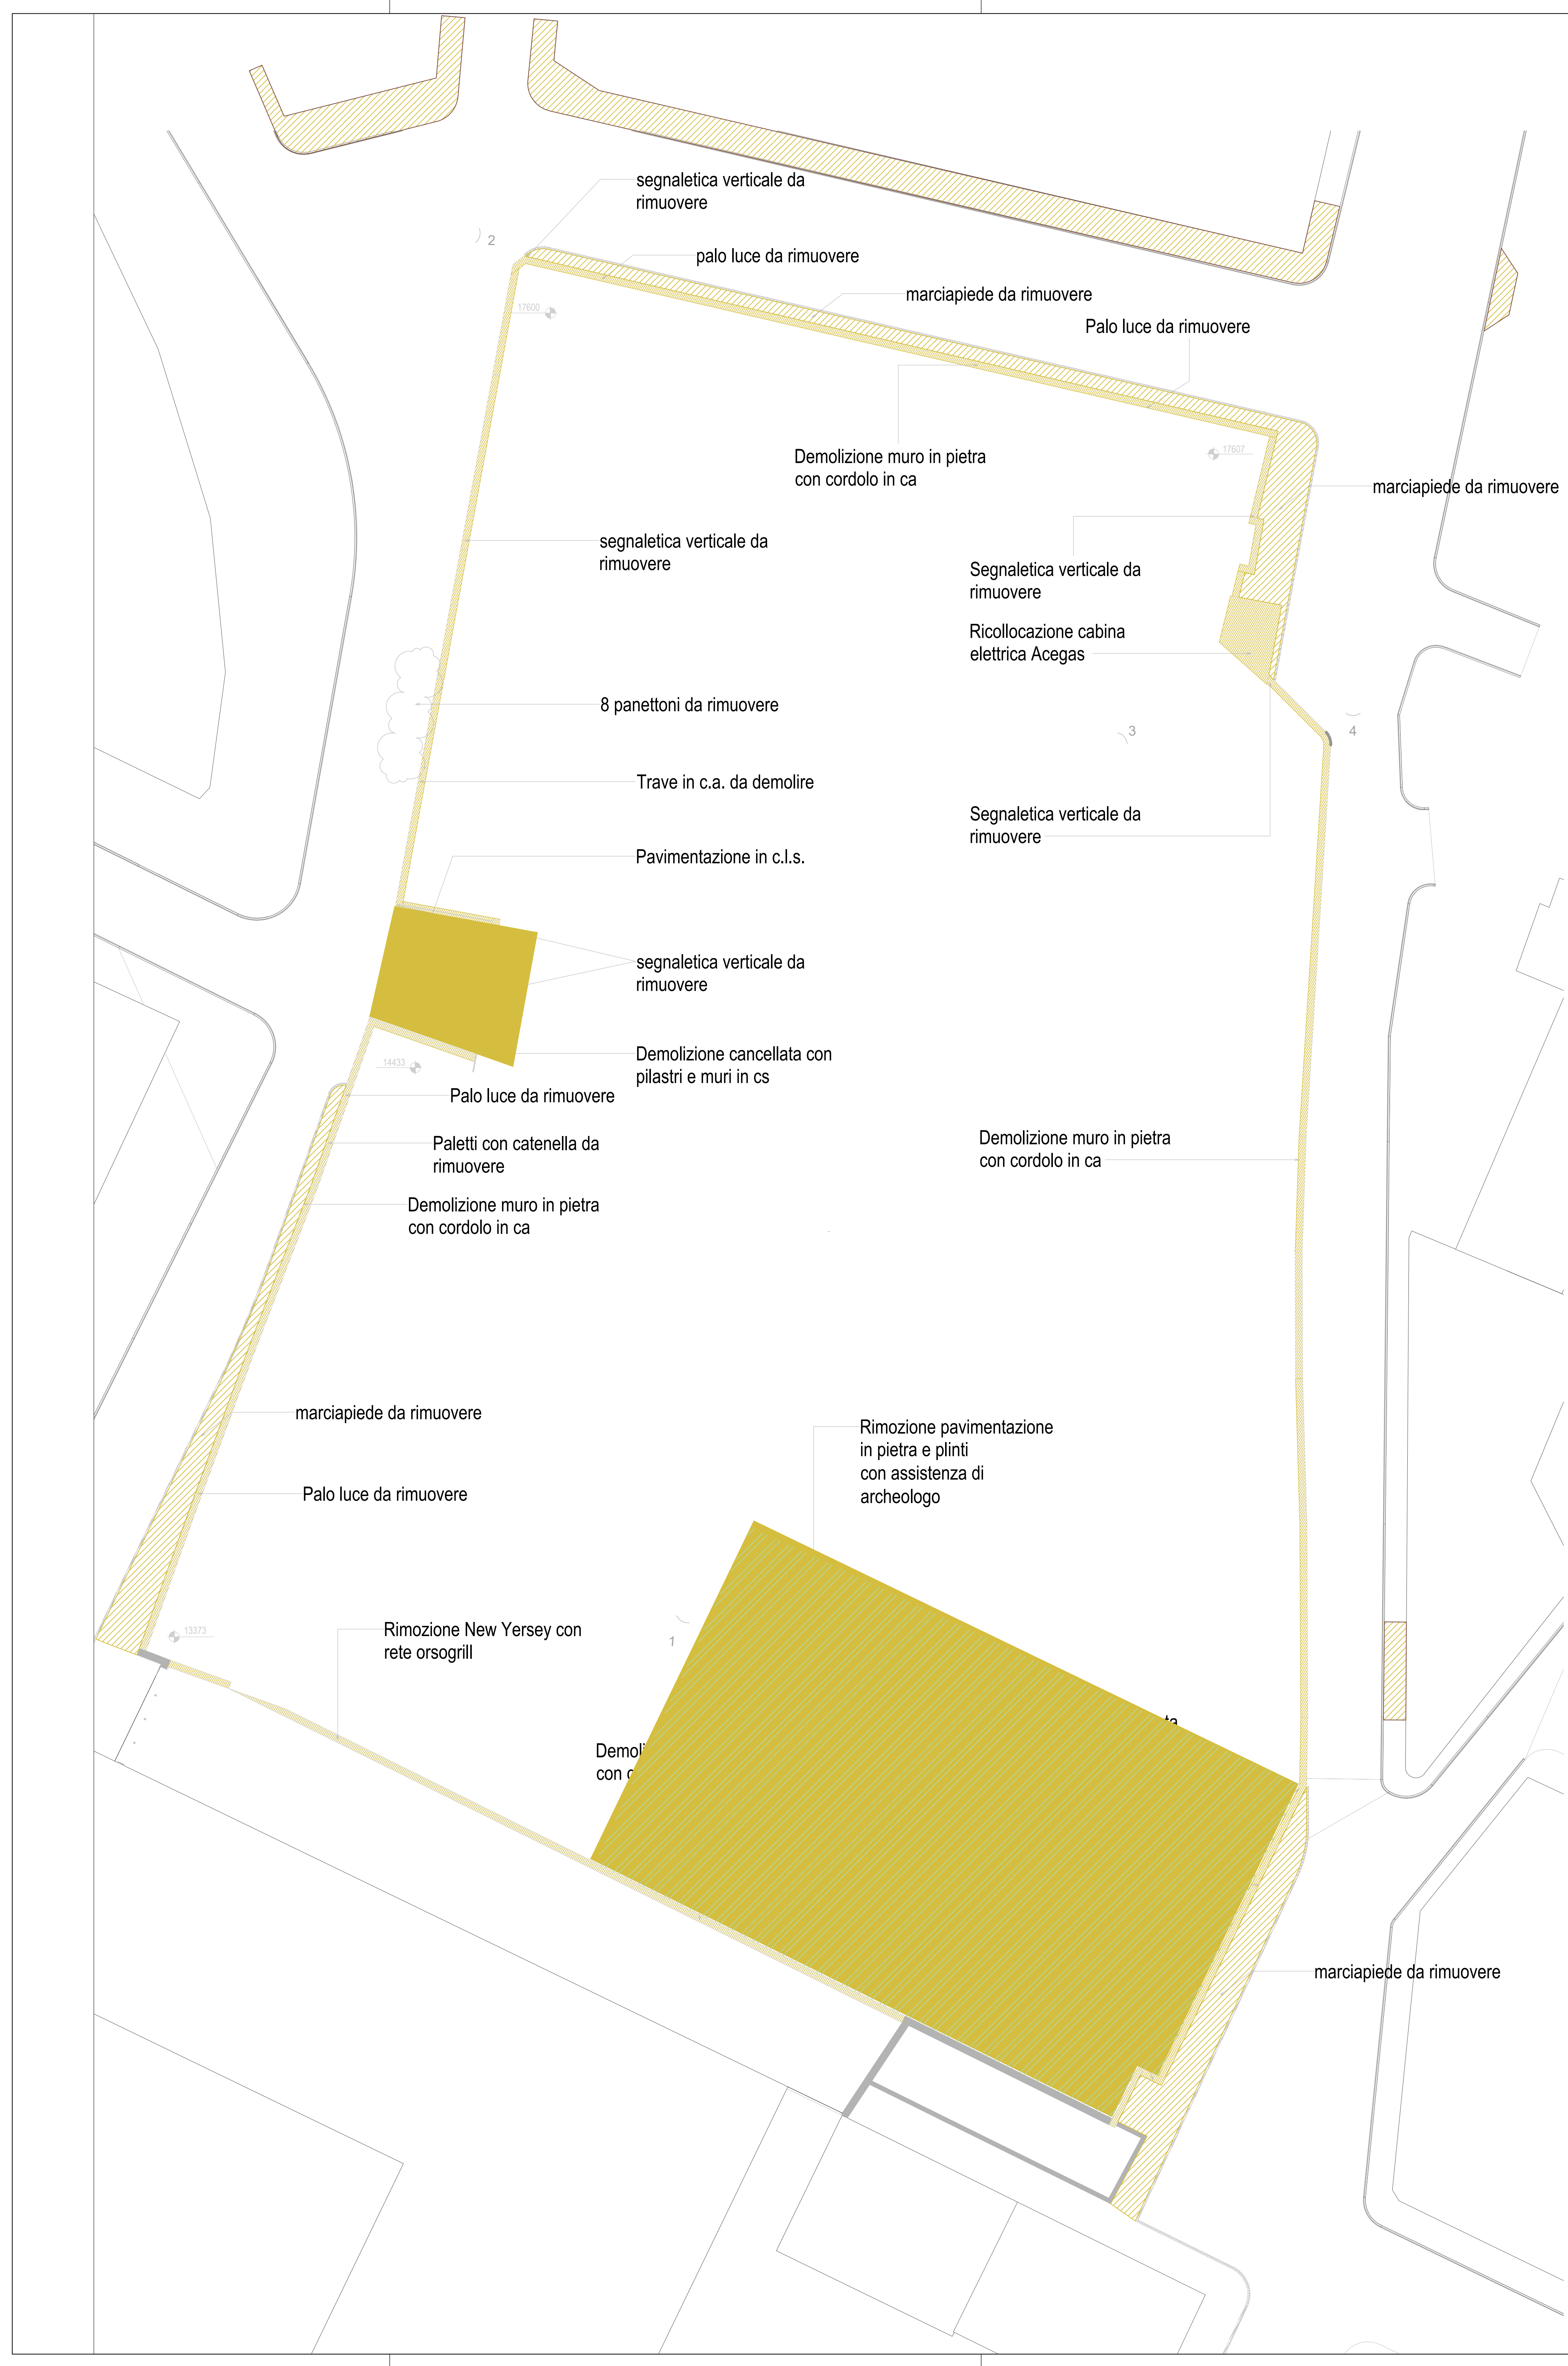 segnaletica verticale da
rimuovere
2
palo luce da rimuovere
marciapiede da rimuovere
17600
Palo luce da rimuovere
Demolizione muro in pietra
con cordolo in ca
17607
marciapiede da rimuovere
segnaletica verticale da
rimuovere
Segnaletica verticale da
rimuovere
Ricollocazione cabina
elettrica Acegas
8 panettoni da rimuovere
3
4
Trave in c.a. da demolire
Segnaletica verticale da
rimuovere
Pavimentazione in c.l.s.
segnaletica verticale da
rimuovere
Demolizione cancellata con
pilastri e muri in cs
14433
Palo luce da rimuovere
Paletti con catenella da
rimuovere
Demolizione muro in pietra
con cordolo in ca
Demolizione muro in pietra
con cordolo in ca
marciapiede da rimuovere
Rimozione pavimentazione
in pietra e plinti
con assistenza di
archeologo
Palo luce da rimuovere
Rimozione New Yersey con
rete orsogrill
13373
1
con
marciapiede da rimuovere